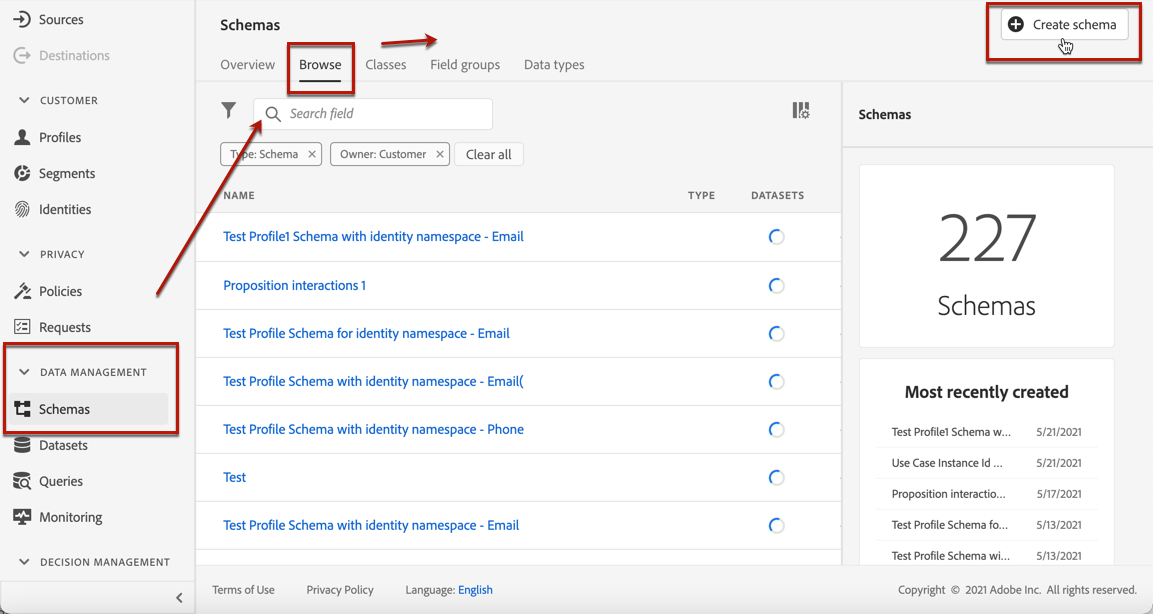 Sources
Destinations
CUSTOMER
Profiles
Segments
Identities
PRIVACY
Policies
Requests
DATA MANAGEMENT
Schemas
Datasets
Queries
Monitoring
DECISION MANAGEMENT
Schemas
Create schema
Overview Browse Classes Field groups Data types
Search field
Type: Schema Owner: Customer Clear all
NAME TYPE DATASETS
Test Profile1 Schema with identity namespace - Email
Proposition interactions 1
Test Profile Schema for identity namespace - Email
Test Profile Schema with identity namespace - Email(
Test Profile Schema with identity namespace - Phone
Test
Test Profile Schema with identity namespace - Email
Schemas
227
Schemas
Most recently created
Test Profile1 Schema w... 5/21/2021
Use Case Instance Id ... 5/21/2021
Proposition interactio... 5/17/2021
Test Profile Schema fo... 5/13/2021
Test Profile Schema wi... 5/13/2021
Terms of Use Privacy Policy Language: English Copyright © 2021 Adobe Inc. All rights reserved.